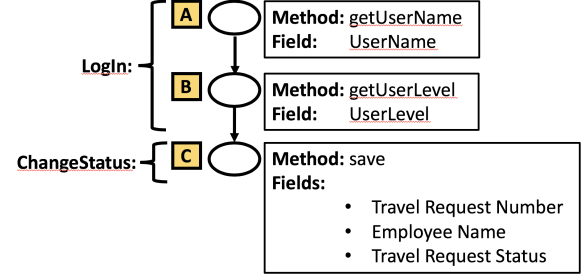 A
Method: getUserName
Field: UserName
LogIn:
B
Method: getUserLevel
Field: UserLevel
ChangeStatus:
C
Method: save
Fields:
• Travel Request Number
• Employee Name
• Travel Request Status